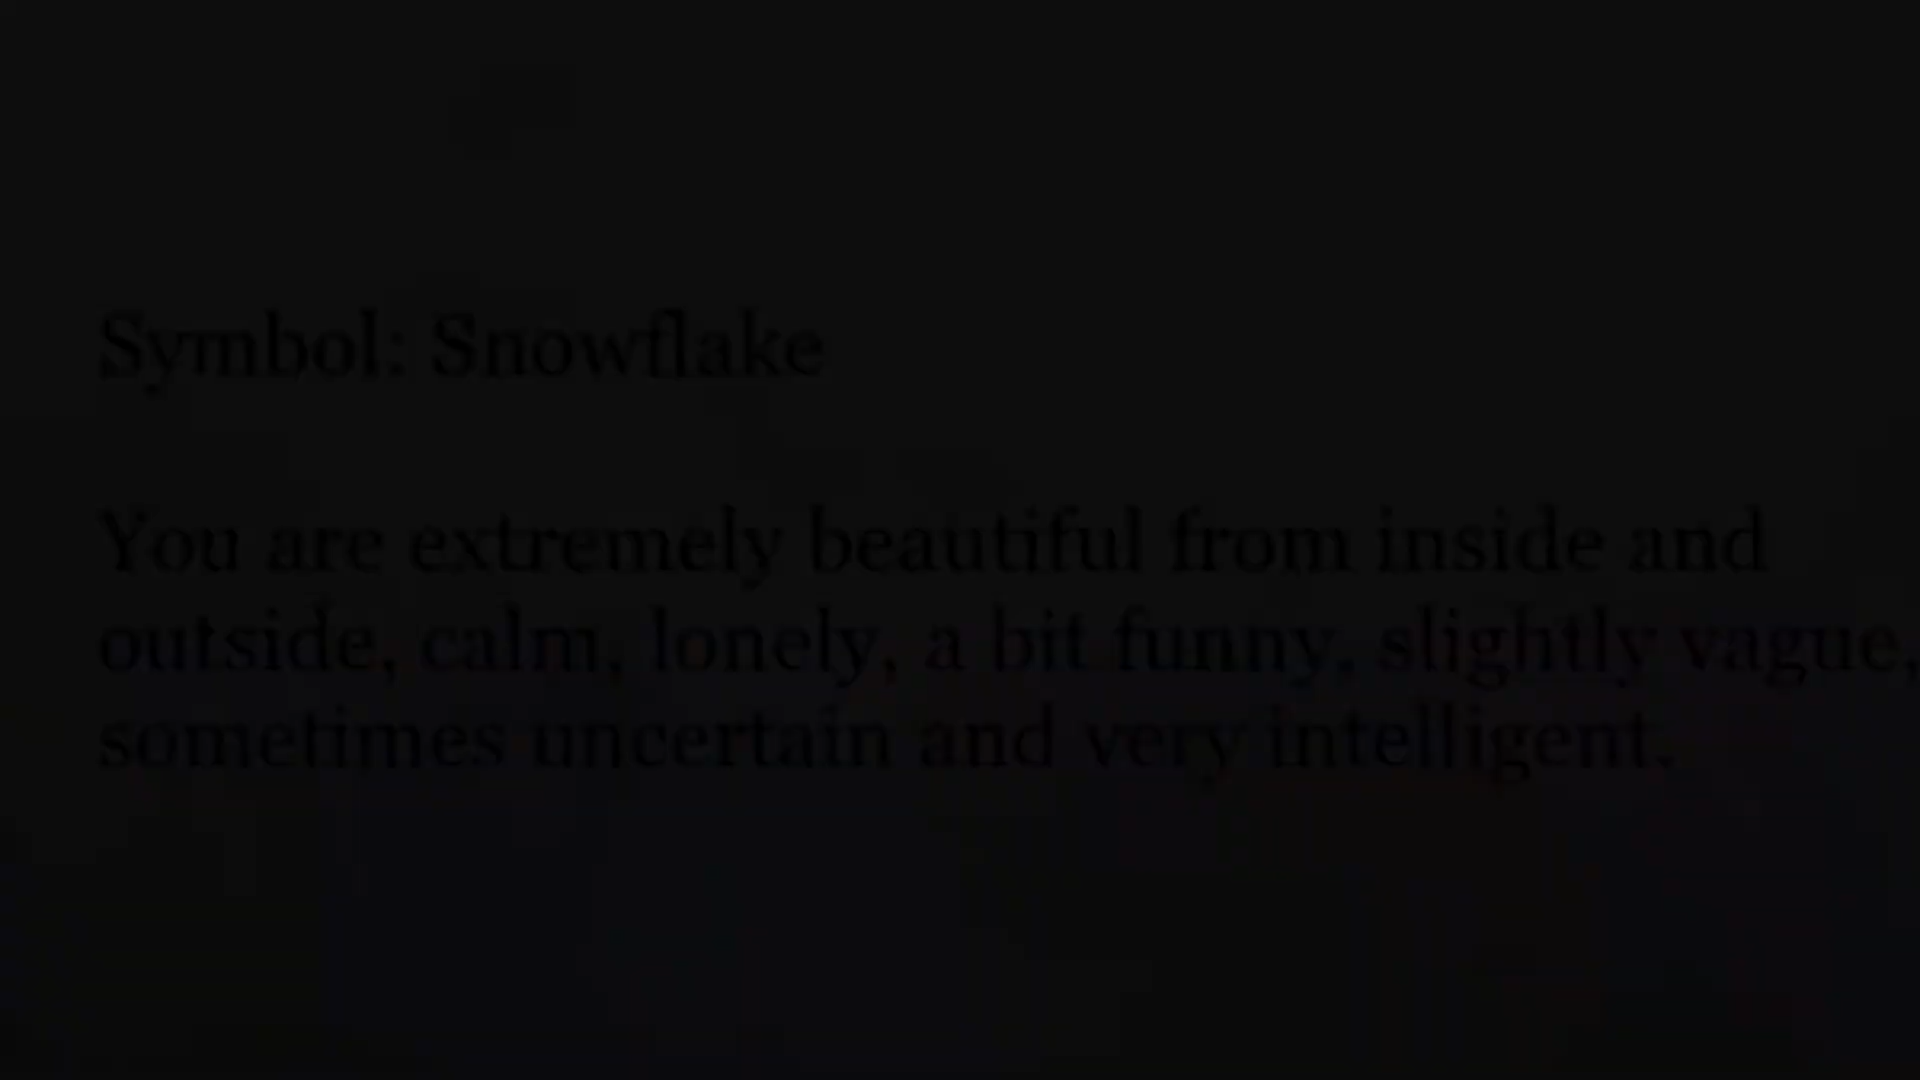 Symbol: Snowflake
You are extremely beautiful from inside and
outside, calm, lonely, a bit funny, slightly vague,
sometimes uncertain and very intelligent.